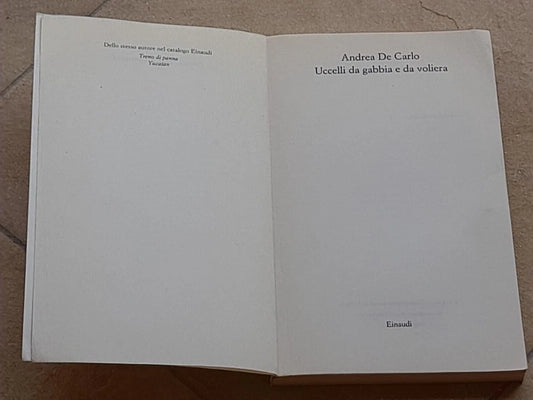 Dello stesso autore nel catalogo Einaudi
Treno di panna
Yucatan
Andrea De Carlo
Uccelli da gabbia e da voliera
Einaudi